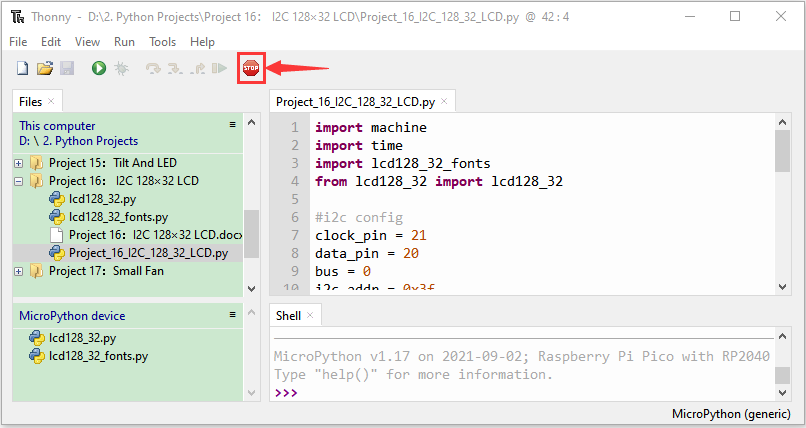 Thonny - D:\2. Python Projects\Project 16： I2C 128×32 LCD\Project_16_I2C_128_32_LCD.py @ 42 : 4
File Edit View Run Tools Help
STOP
Files ×
This computer
D: \ 2. Python Projects
Project 15：Tilt And LED
Project 16： I2C 128×32 LCD
lcd128_32.py
lcd128_32_fonts.py
Project 16：I2C 128×32 LCD.docx
Project_16_I2C_128_32_LCD.py
Project 17：Small Fan
MicroPython device
lcd128_32.py
lcd128_32_fonts.py
Project_16_I2C_128_32_LCD.py ×
1 import machine
2 import time
3 import lcd128_32_fonts
4 from lcd128_32 import lcd128_32
5
6 #i2c config
7 clock_pin = 21
8 data_pin = 20
9 bus = 0
10 i2c_addr = 0x3f
Shell ×
MicroPython v1.17 on 2021-09-02; Raspberry Pi Pico with RP2040
Type "help()" for more information.
>>>
MicroPython (generic)